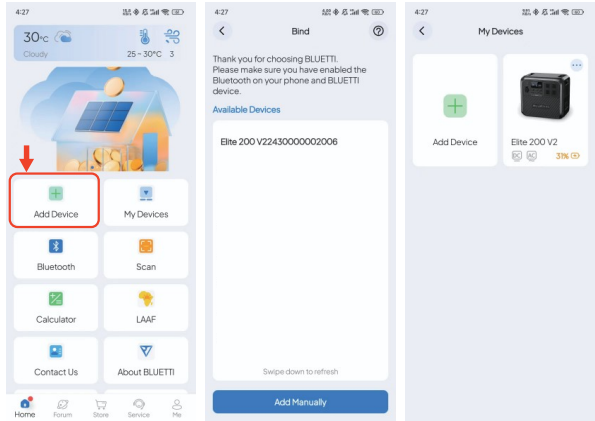 4:27
30°C
Cloudy
25~30°C 3
Add Device
My Devices
Bluetooth
Scan
Calculator
LAAF
Contact Us
About BLUETTI
Home
Forum
Store
Service
Me
4:27
Bind
Thank you for choosing BLUETTI.
Please make sure you have enabled the
Bluetooth on your phone and BLUETTI
device.
Available Devices
Elite 200 V22430000002006
Swipe down to refresh
Add Manually
4:27
My Devices
Add Device
Elite 200 V2
DC AC 31%